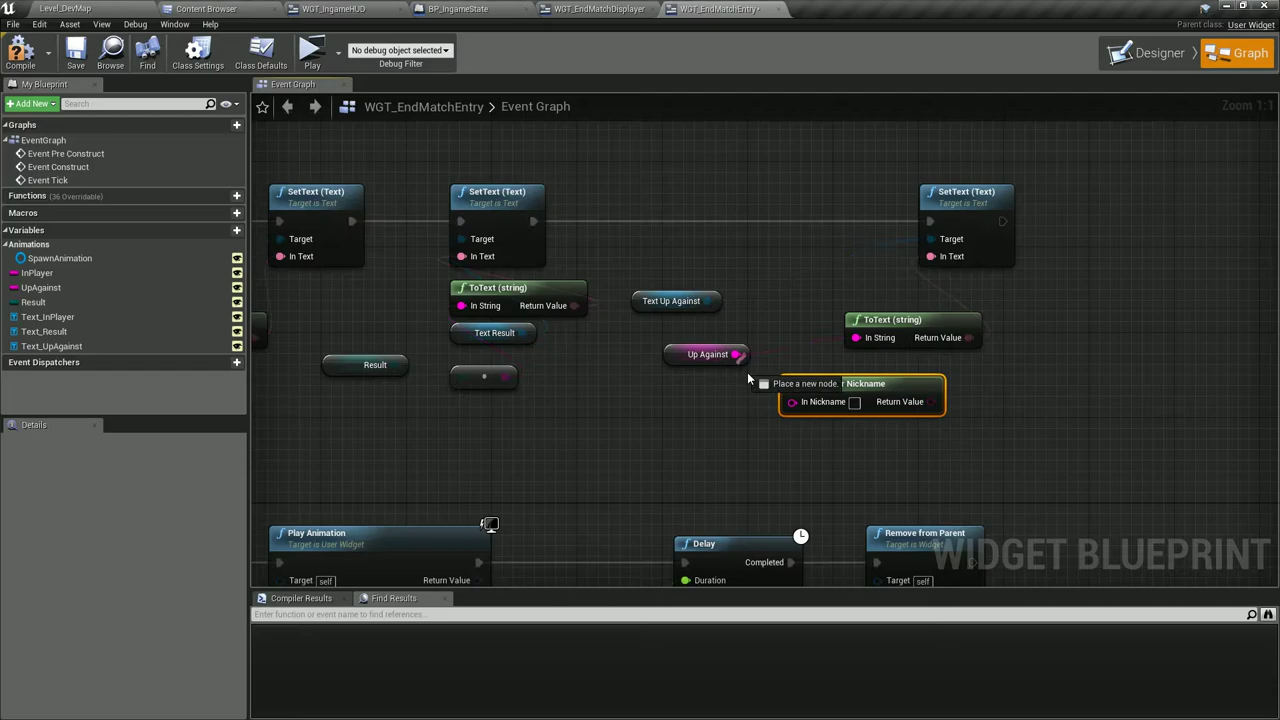 Level_DevMap
Content Browser
WGT_IngameHUD
BP_IngameState
WGT_EndMatchDisplayer
WGT_EndMatchEntry*
File
Edit
Asset
View
Debug
Window
Help
Parent class: User Widget
Compile
Save
Browse
Find
Class Settings
Class Defaults
Play
No debug object selected
Debug Filter
Designer
Graph
My Blueprint
Event Graph
Add New
Search
WGT_EndMatchEntry
Event Graph
Zoom 1:1
Graphs
EventGraph
Event Pre Construct
Event Construct
Event Tick
Functions (36 Overridable)
Macros
Variables
Animations
SpawnAnimation
InPlayer
UpAgainst
Result
Text_InPlayer
Text_Result
Text_UpAgainst
Event Dispatchers
Details
SetText (Text)
Target is Text
Target
In Text
SetText (Text)
Target is Text
Target
In Text
SetText (Text)
Target is Text
Target
In Text
ToText (string)
In String
Return Value
Text Result
Result
Text Up Against
Up Against
ToText (string)
In String
Return Value
Place a new node.
r Nickname
In Nickname
Return Value
Play Animation
Target is User Widget
Target
self
Return Value
Delay
Completed
Duration
Remove from Parent
Target is Widget
Target
self
WIDGET BLUEPRINT
Compiler Results
Find Results
Enter function or event name to find references...